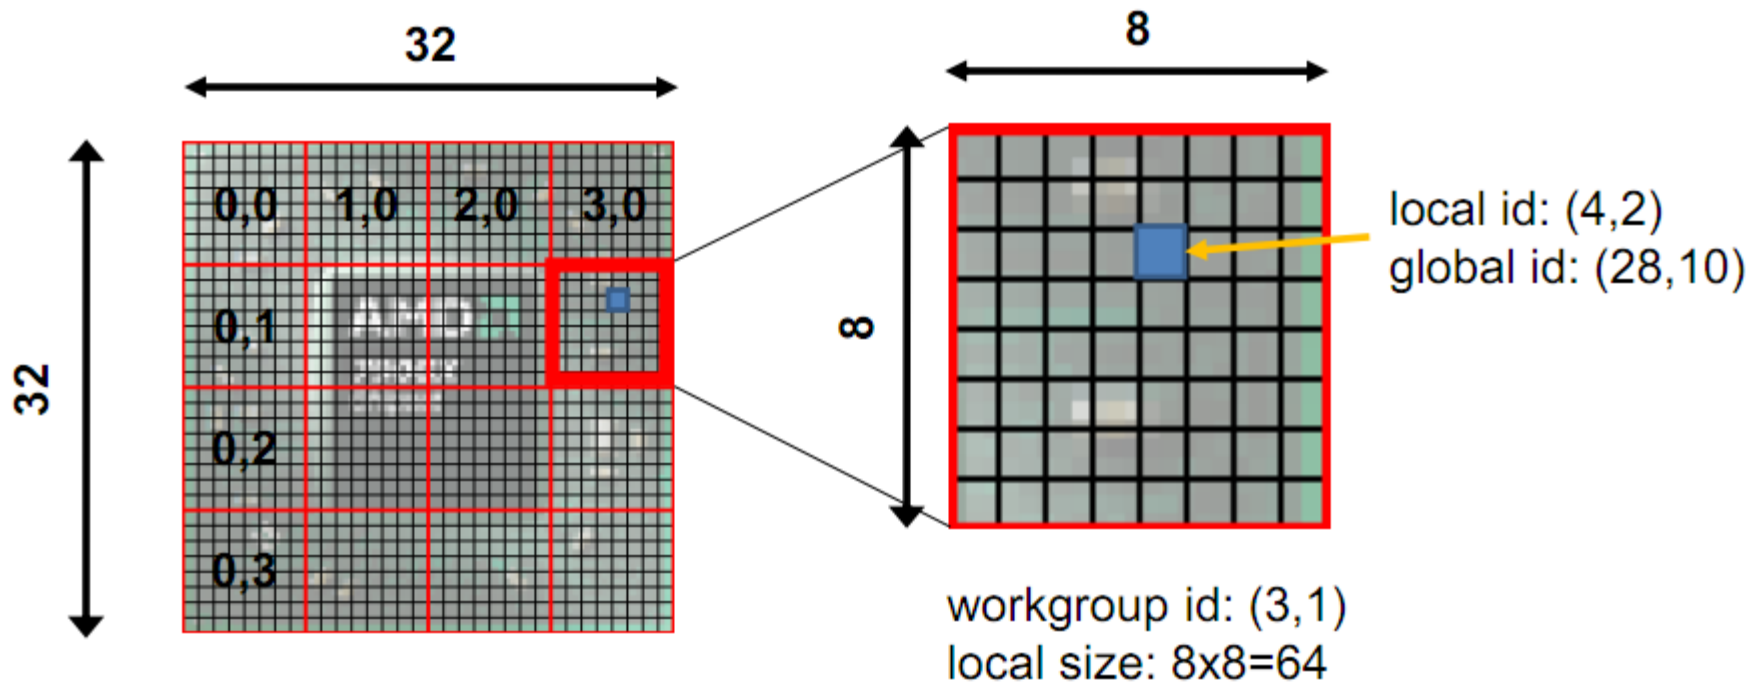 32
8
32
8
0,0 1,0 2,0 3,0
0,1
0,2
0,3
AMD
local id: (4,2)
global id: (28,10)
workgroup id: (3,1)
local size: 8x8=64